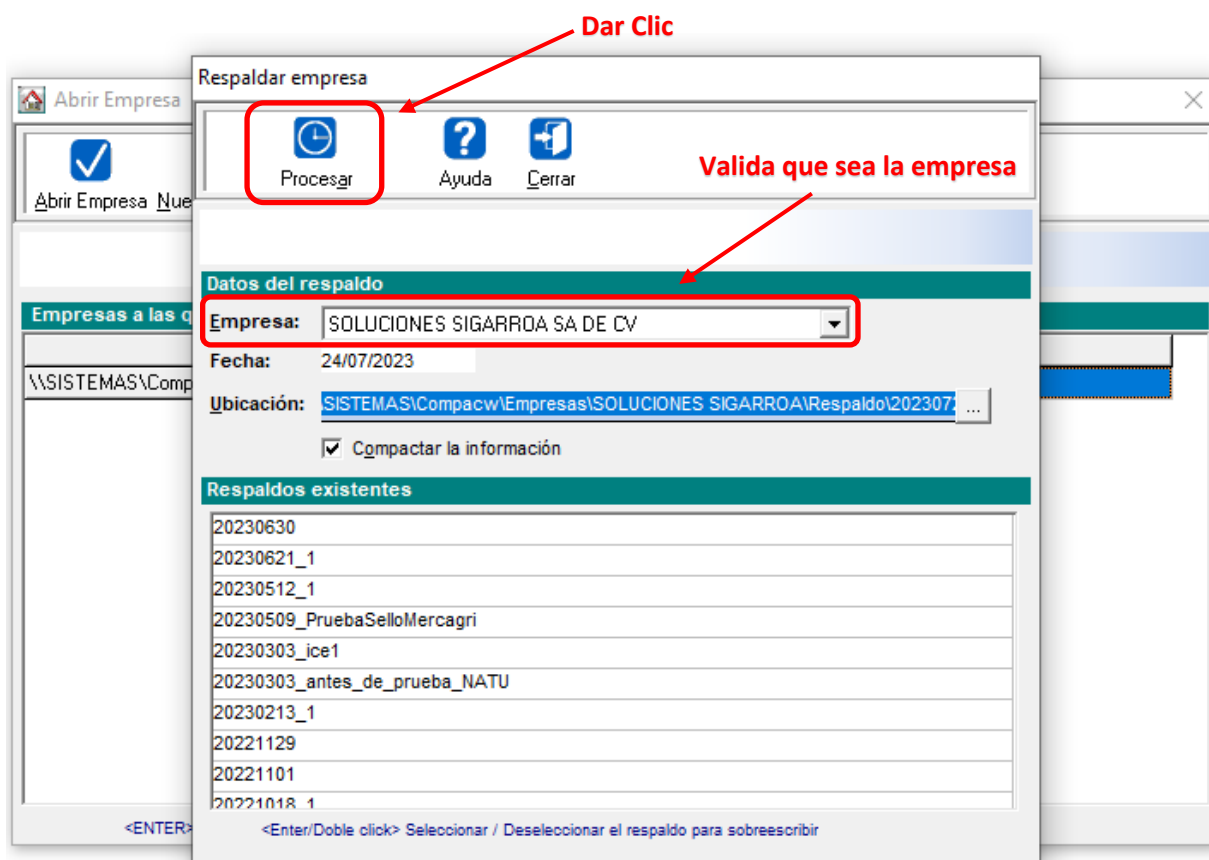 Dar Clic
Respaldar empresa
Abrir Empresa
Procesar
Ayuda
Cerrar
Valida que sea la empresa
Abrir Empresa Nue
Datos del respaldo
Empresas a las q
Empresa: SOLUCIONES SIGARROA SA DE CV
Fecha: 24/07/2023
\\SISTEMAS\Comp
Ubicación: .SISTEMAS\Compacw\Empresas\SOLUCIONES SIGARROA\Respaldo\2023072 ...
Compactar la información
Respaldos existentes
20230630
20230621_1
20230512_1
20230509_PruebaSelloMercagri
20230303_ice1
20230303_antes_de_prueba_NATU
20230213_1
20221129
20221101
20221018_1
<ENTER>
<Enter/Doble click> Seleccionar / Deseleccionar el respaldo para sobreescribir